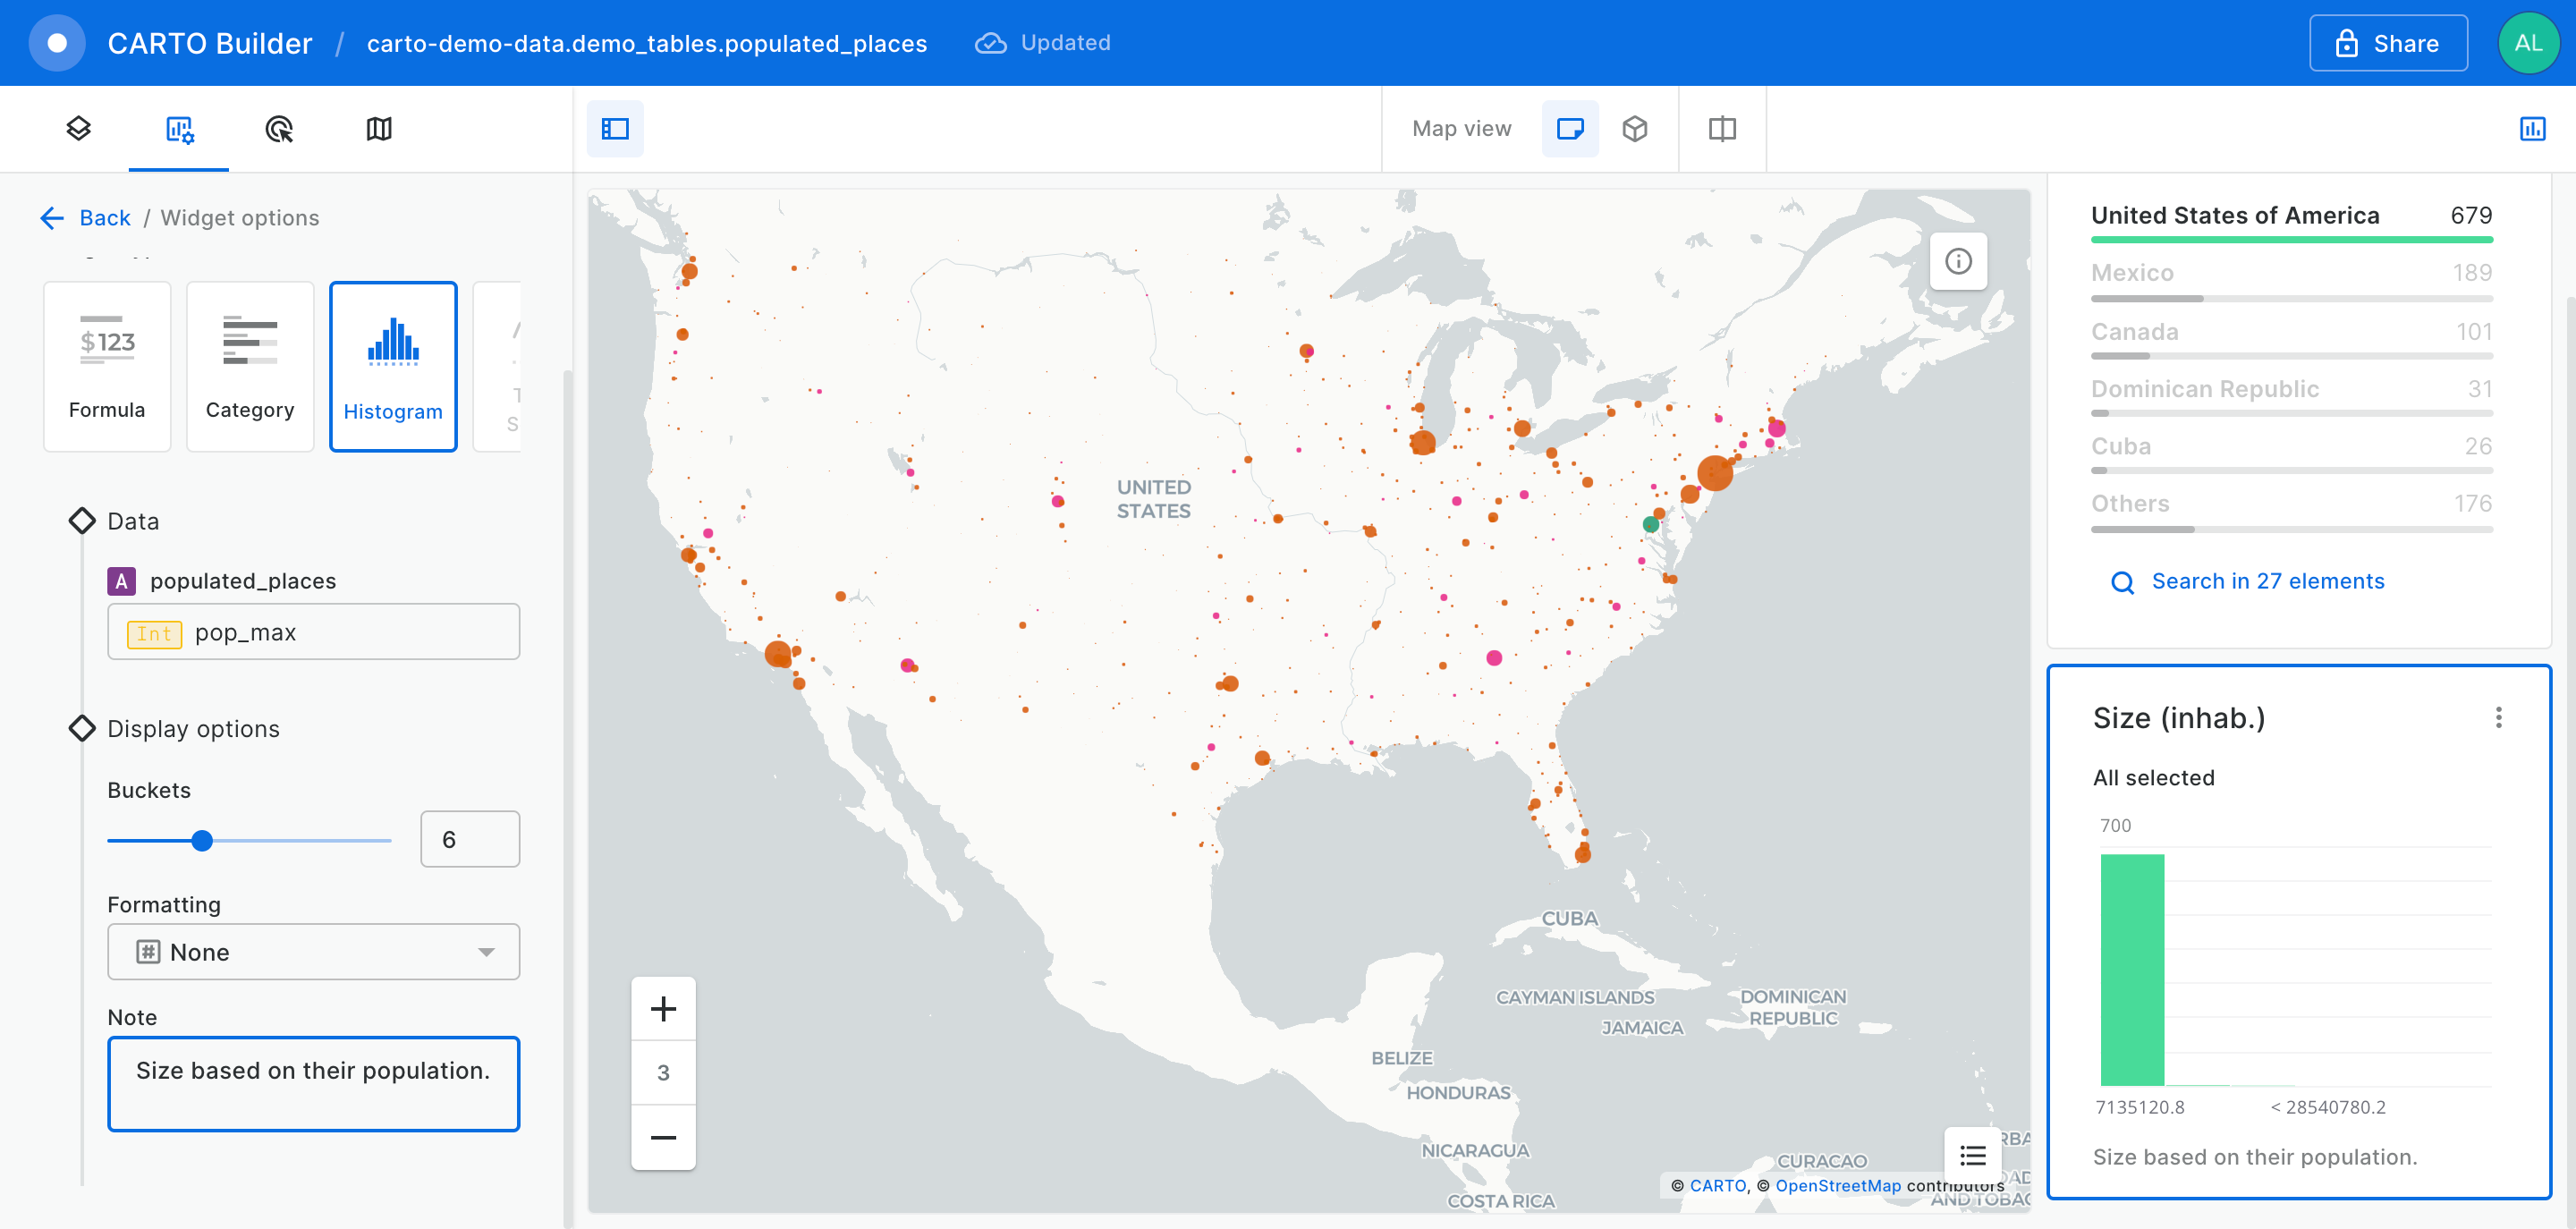 CARTO Builder / carto-demo-data.demo_tables.populated_places Updated Share AL
Map view
Back / Widget options
$123
Formula
Category
Histogram
Data
A populated_places
Int pop_max
Display options
Buckets
6
Formatting
# None
Note
Size based on their population.
UNITED
STATES
CUBA
CAYMAN ISLANDS
DOMINICAN
REPUBLIC
JAMAICA
BELIZE
HONDURAS
NICARAGUA
CURACAO
COSTA RICA
AND TOBAG
+
3
−
© CARTO, © OpenStreetMap contributors
United States of America 679
Mexico 189
Canada 101
Dominican Republic 31
Cuba 26
Others 176
Search in 27 elements
Size (inhab.)
All selected
700
7135120.8 < 28540780.2
Size based on their population.